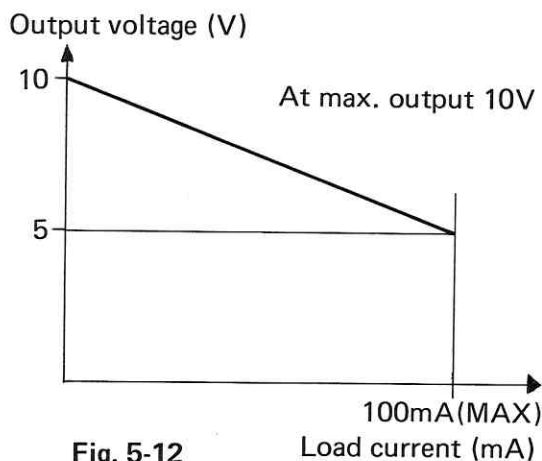 Output voltage (V)
10
At max. output 10V
5
100mA(MAX)
Fig. 5-12
Load current (mA)